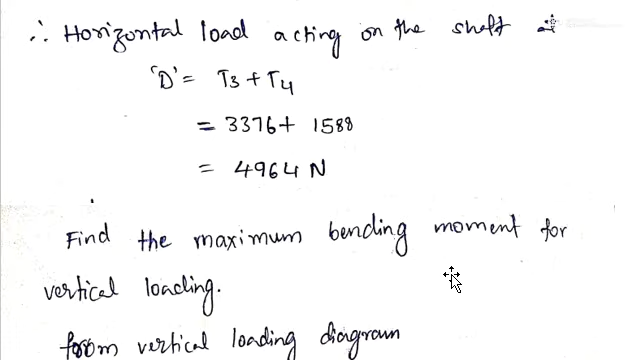 ∴ Horizontal load acting on the shaft at
'D' = T3 + T4
= 3376 + 1588
= 4964 N
Find the maximum bending moment for
vertical loading.
from vertical loading diagram